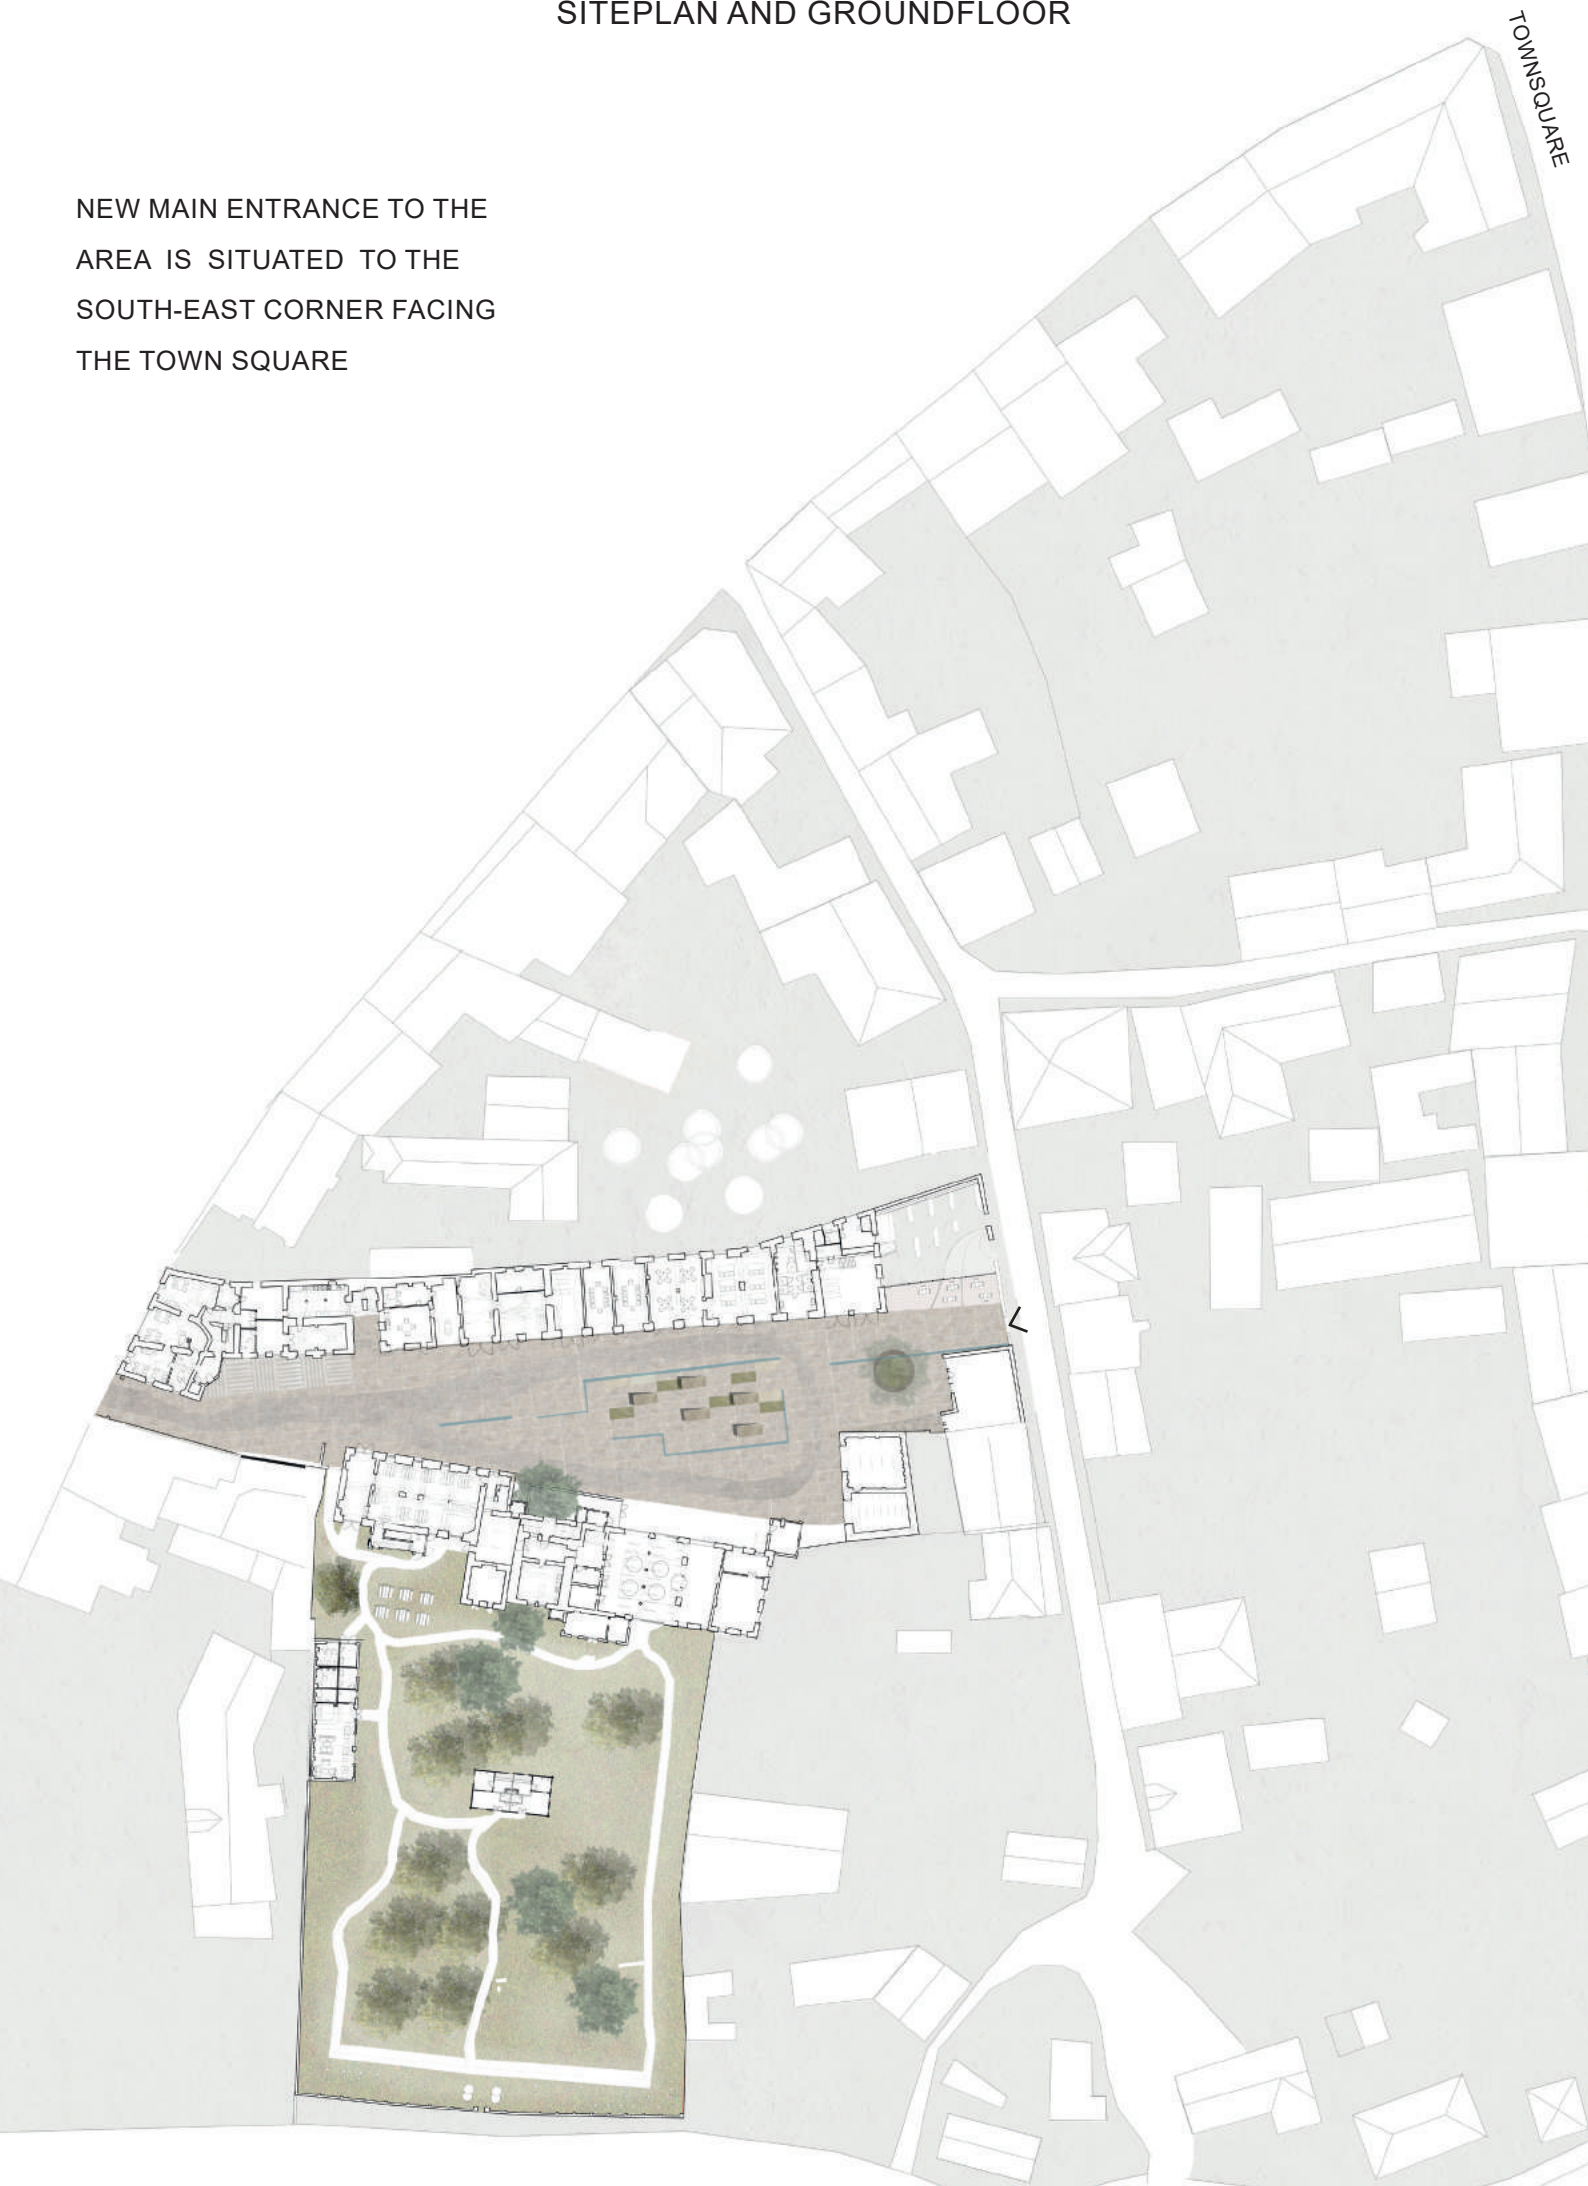 SITEPLAN AND GROUNDFLOOR
TOWNSQUARE
NEW MAIN ENTRANCE TO THE
AREA IS SITUATED TO THE
SOUTH-EAST CORNER FACING
THE TOWN SQUARE